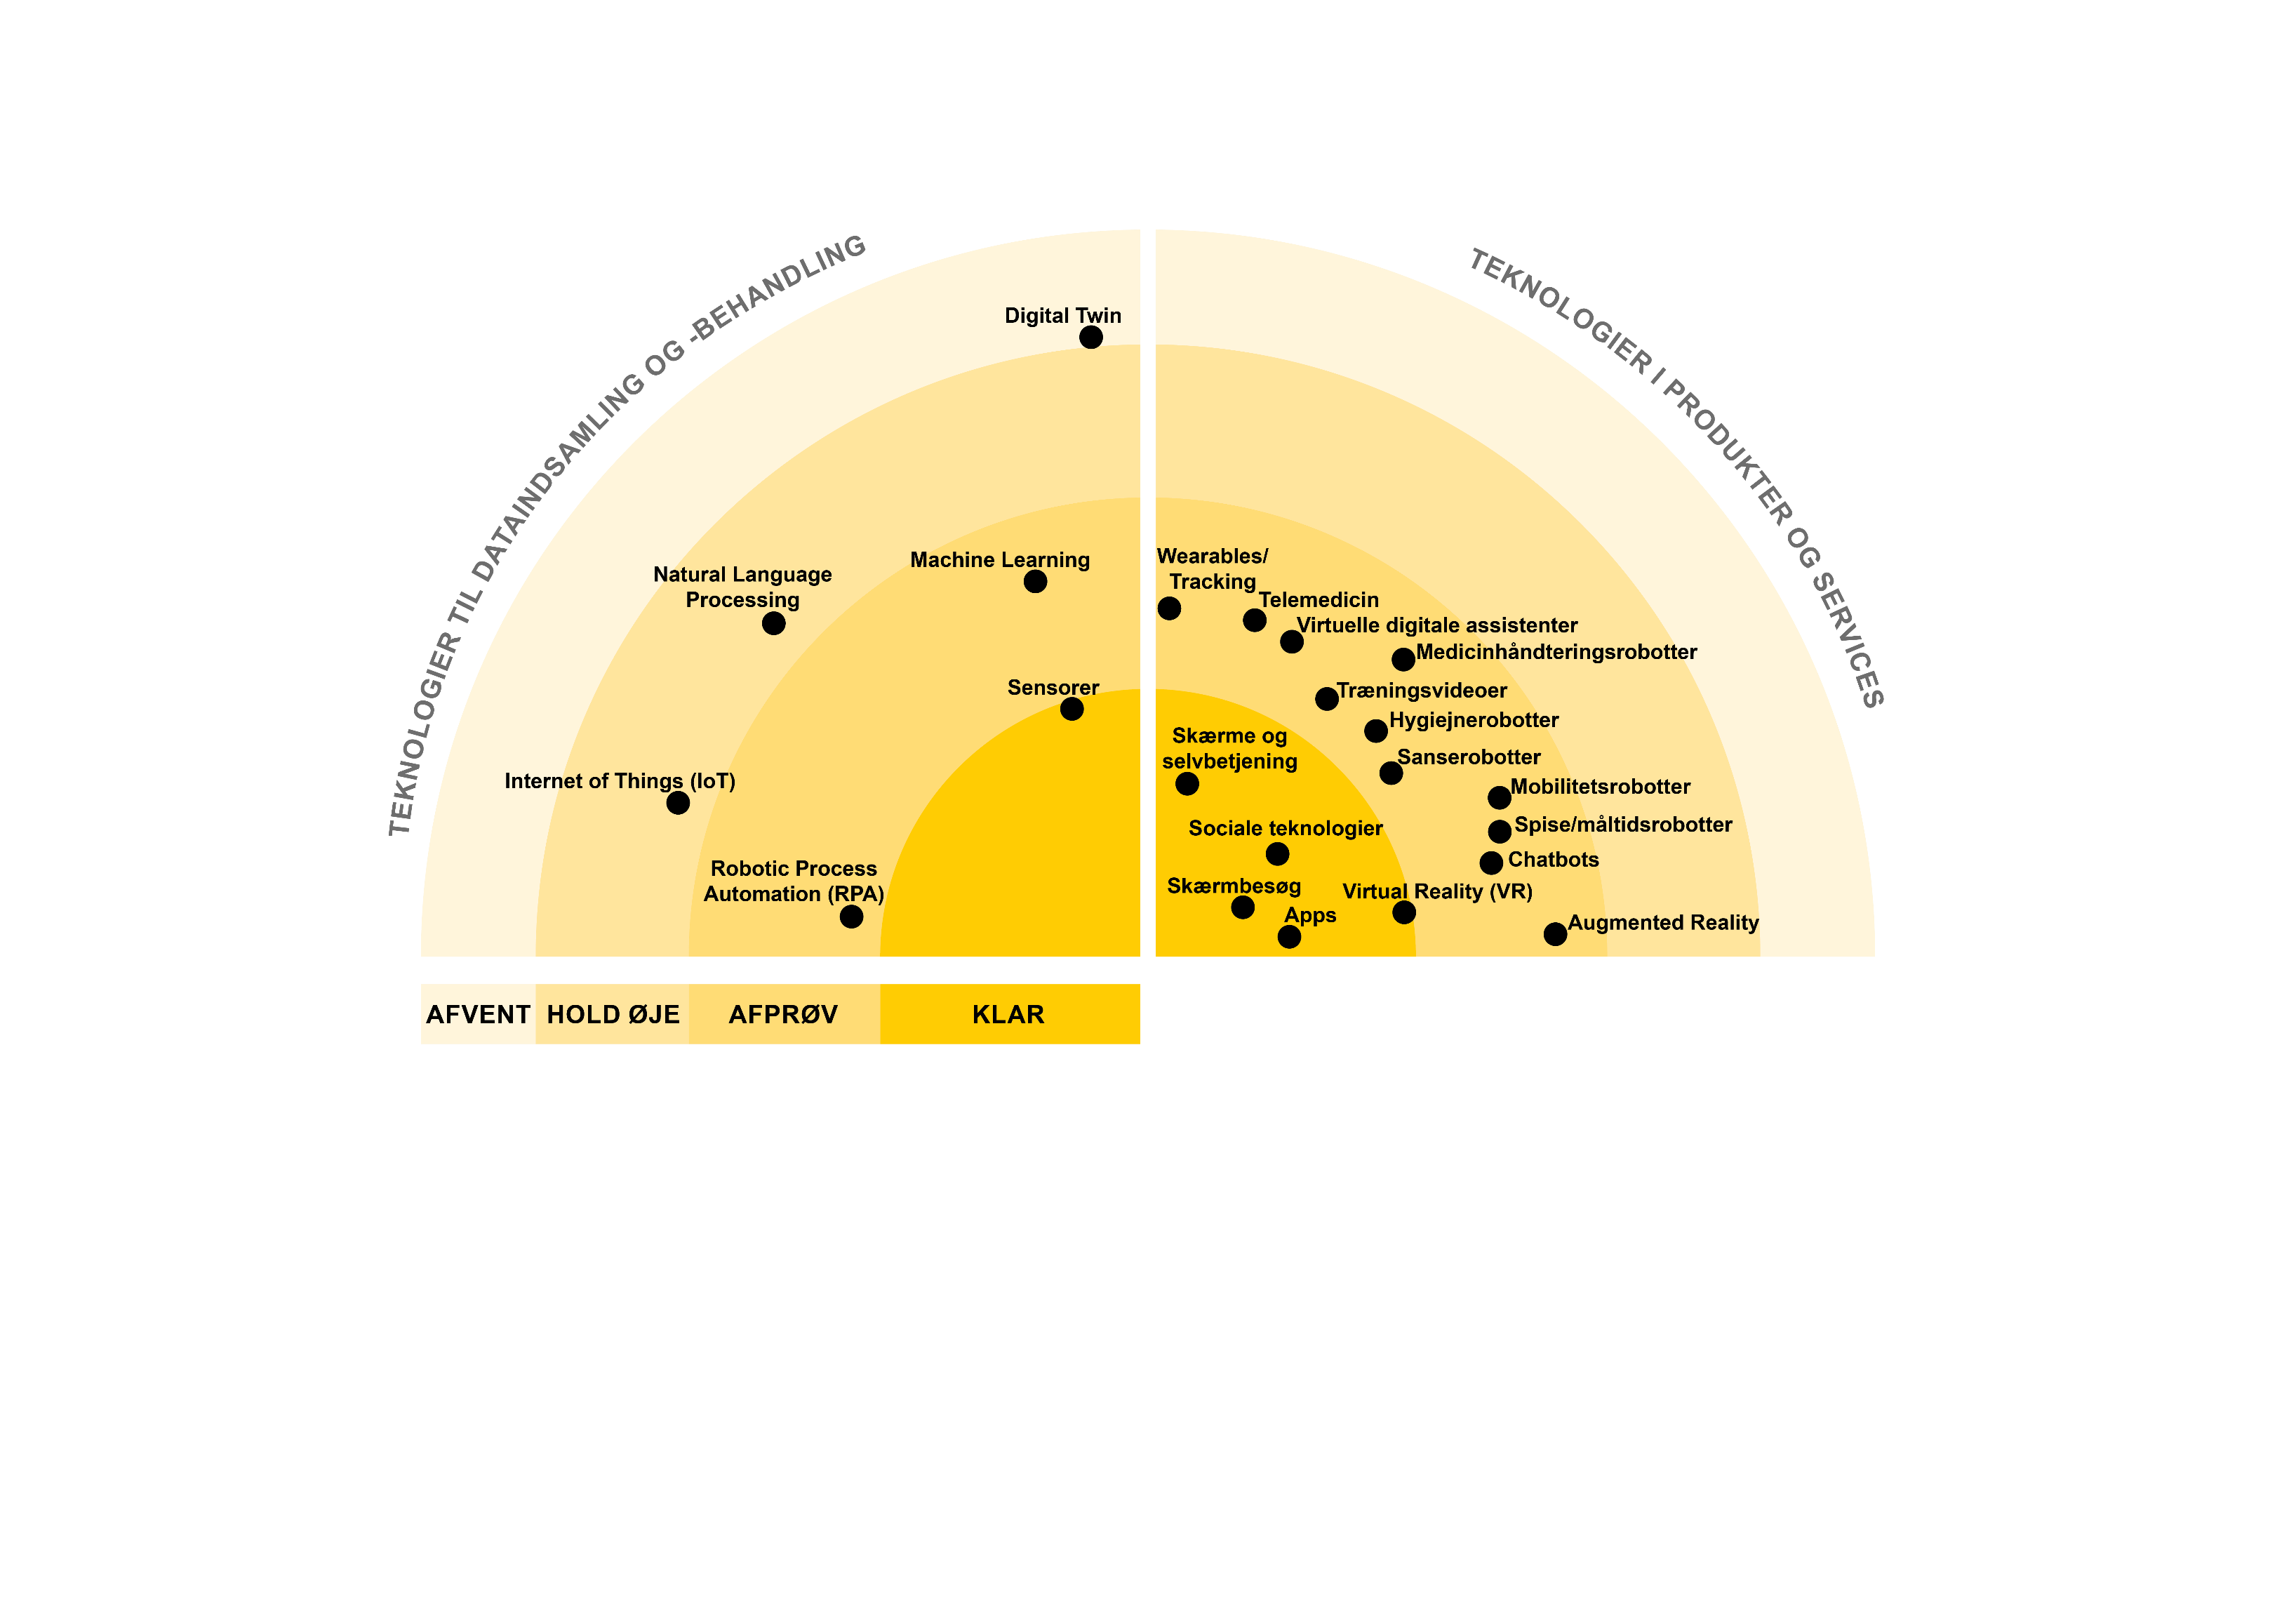 TEKNOLOGIER TIL DATAINDSAMLING OG -BEHANDLING
TEKNOLOGIER I PRODUKTER OG SERVICES
Digital Twin
Machine Learning
Natural Language
Processing
Sensorer
Internet of Things (IoT)
Robotic Process
Automation (RPA)
Wearables/
Tracking
Telemedicin
Virtuelle digitale assistenter
Medicinhåndteringsrobotter
Træningsvideoer
Hygiejnerobotter
Skærme og
selvbetjening
Sanserobotter
Mobilitetsrobotter
Spise/måltidsrobotter
Sociale teknologier
Chatbots
Skærmbesøg
Virtual Reality (VR)
Apps
Augmented Reality
AFVENT
HOLD ØJE
AFPRØV
KLAR